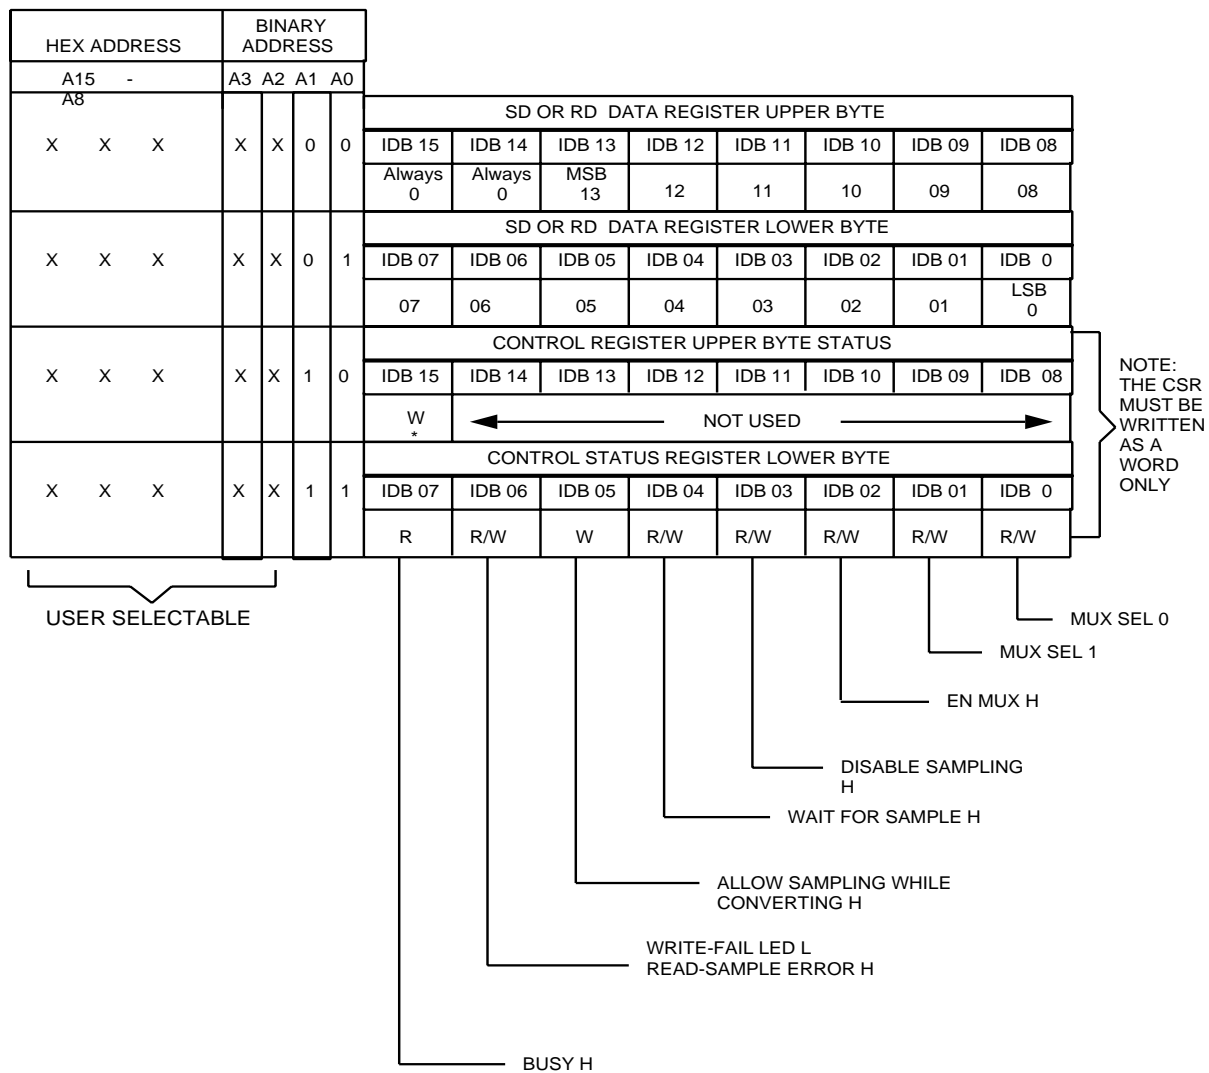 HEX ADDRESS
BINARY
ADDRESS
A15 -
A8
A3 A2 A1 A0
SD OR RD DATA REGISTER UPPER BYTE
X X X X X 0 0 IDB 15 IDB 14 IDB 13 IDB 12 IDB 11 IDB 10 IDB 09 IDB 08
Always Always MSB
0 0 13 12 11 10 09 08
SD OR RD DATA REGISTER LOWER BYTE
X X X X X 0 1 IDB 07 IDB 06 IDB 05 IDB 04 IDB 03 IDB 02 IDB 01 IDB 0
07 06 05 04 03 02 01 LSB
0
CONTROL REGISTER UPPER BYTE STATUS
X X X X X 1 0 IDB 15 IDB 14 IDB 13 IDB 12 IDB 11 IDB 10 IDB 09 IDB 08
W
*
NOT USED
CONTROL STATUS REGISTER LOWER BYTE
X X X X X 1 1 IDB 07 IDB 06 IDB 05 IDB 04 IDB 03 IDB 02 IDB 01 IDB 0
R R/W W R/W R/W R/W R/W R/W
NOTE:
THE CSR
MUST BE
WRITTEN
AS A
WORD
ONLY
USER SELECTABLE
MUX SEL 0
MUX SEL 1
EN MUX H
DISABLE SAMPLING
H
WAIT FOR SAMPLE H
ALLOW SAMPLING WHILE
CONVERTING H
WRITE-FAIL LED L
READ-SAMPLE ERROR H
BUSY H